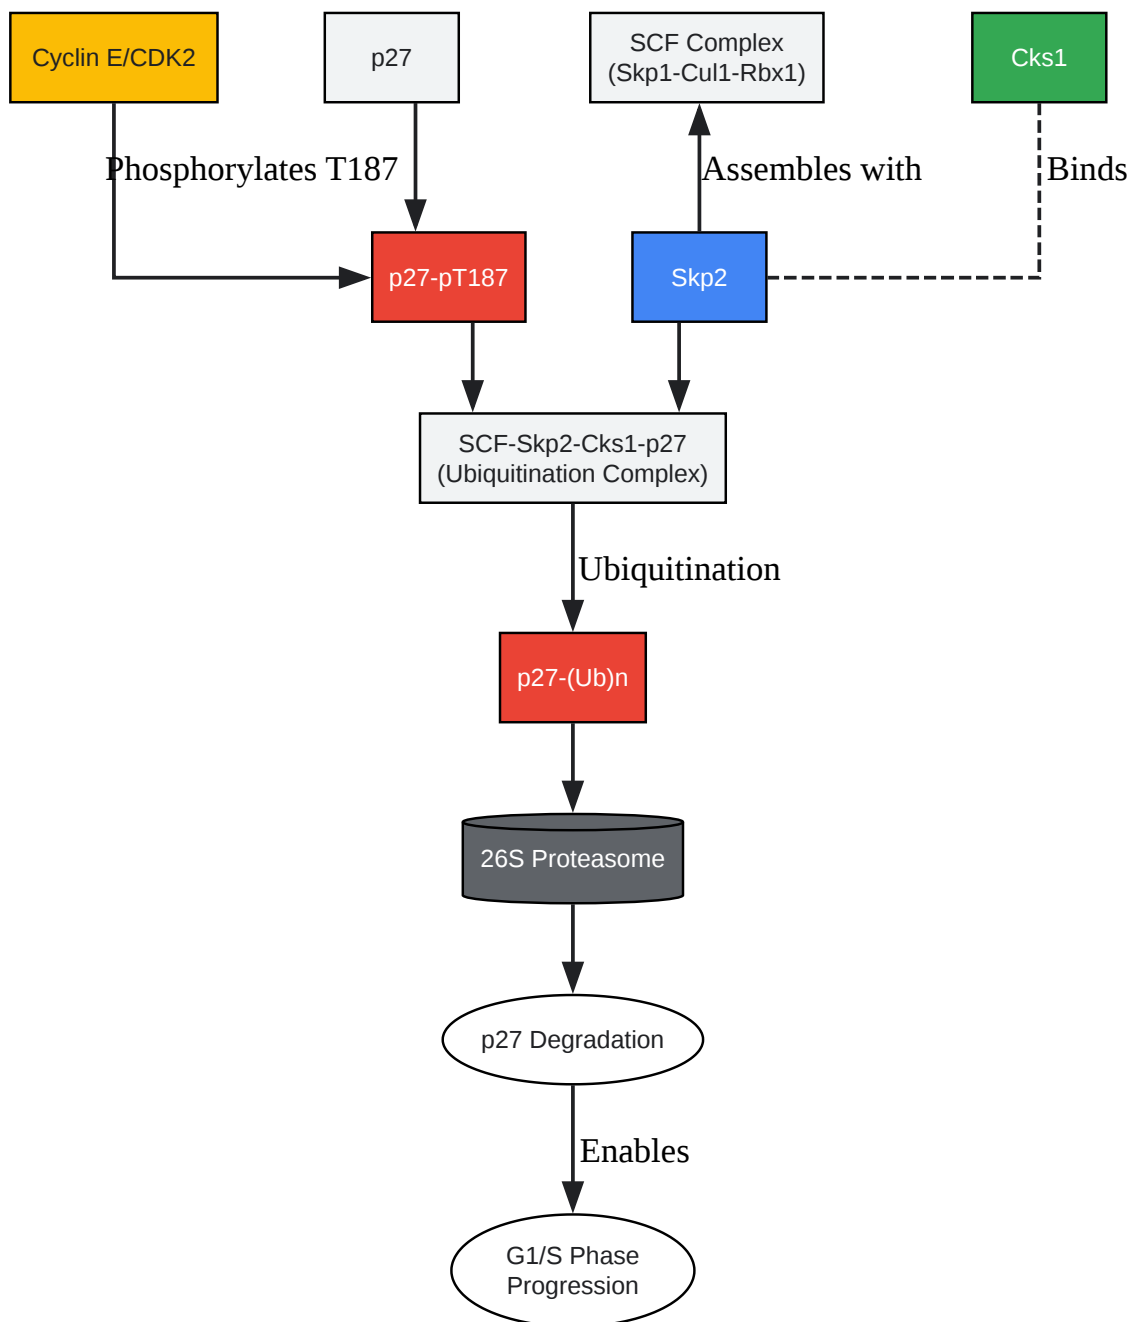 Cyclin E/CDK2
p27
SCF Complex
(Skp1-Cul1-Rbx1)
Cks1
Phosphorylates T187
Assembles with
Binds
p27-pT187
Skp2
SCF-Skp2-Cks1-p27
(Ubiquitination Complex)
Ubiquitination
p27-(Ub)n
26S Proteasome
p27 Degradation
Enables
G1/S Phase
Progression